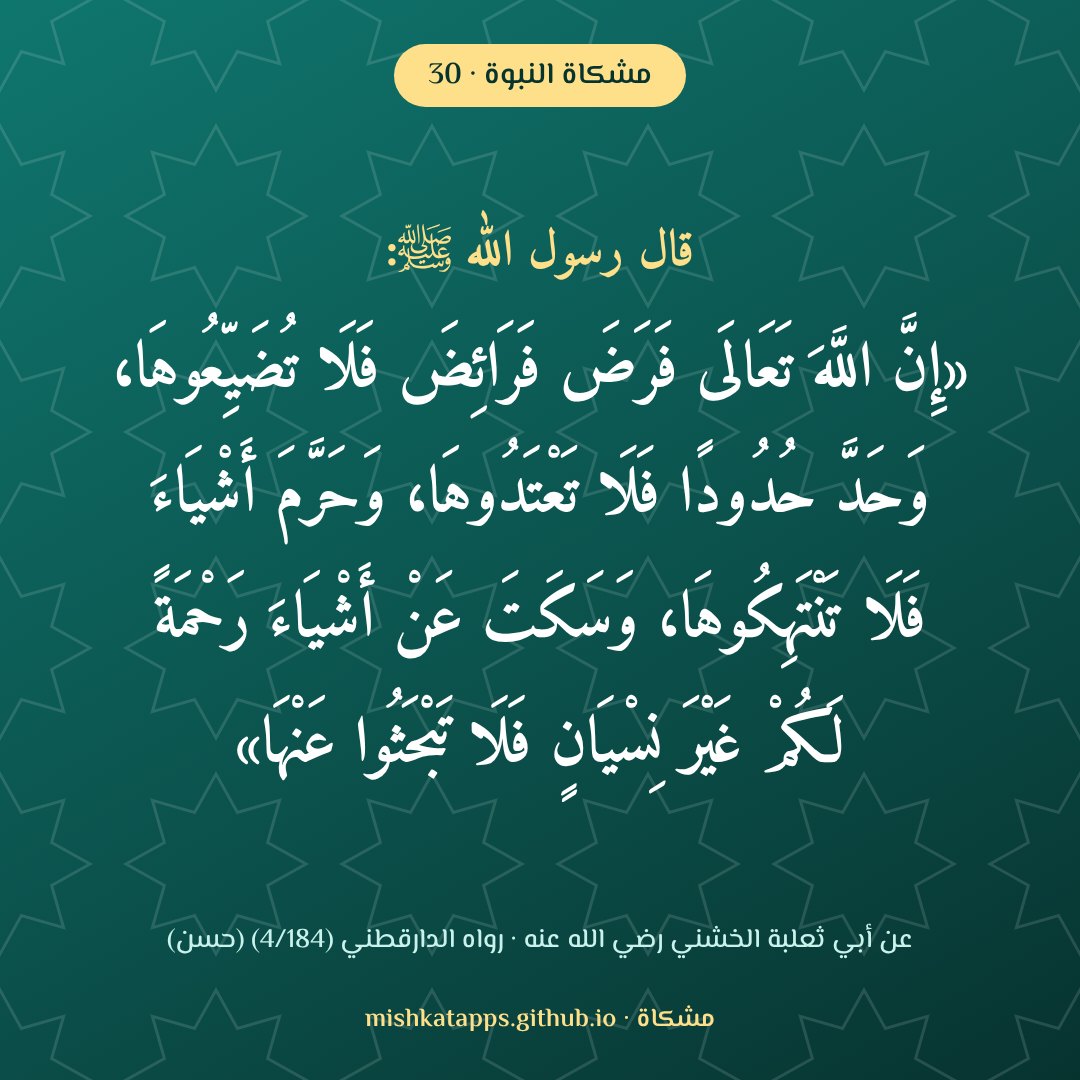 مشكاة النبوة · 30
قال رسول الله ﷺ:
«إِنَّ اللَّهَ تَعَالَى فَرَضَ فَرَائِضَ فَلَا تُضَيِّعُوهَا،
وَحَدَّ حُدُودًا فَلَا تَعْتَدُوهَا، وَحَرَّمَ أَشْيَاءَ
فَلَا تَنْتَهِكُوهَا، وَسَكَتَ عَنْ أَشْيَاءَ رَحْمَةً
لَكُمْ غَيْرَ نِسْيَانٍ فَلَا تَبْحَثُوا عَنْهَا»
عن أبي ثعلبة الخشني رضي الله عنه · رواه الدارقطني (4/184) (حسن)
مشكاة · mishkatapps.github.io